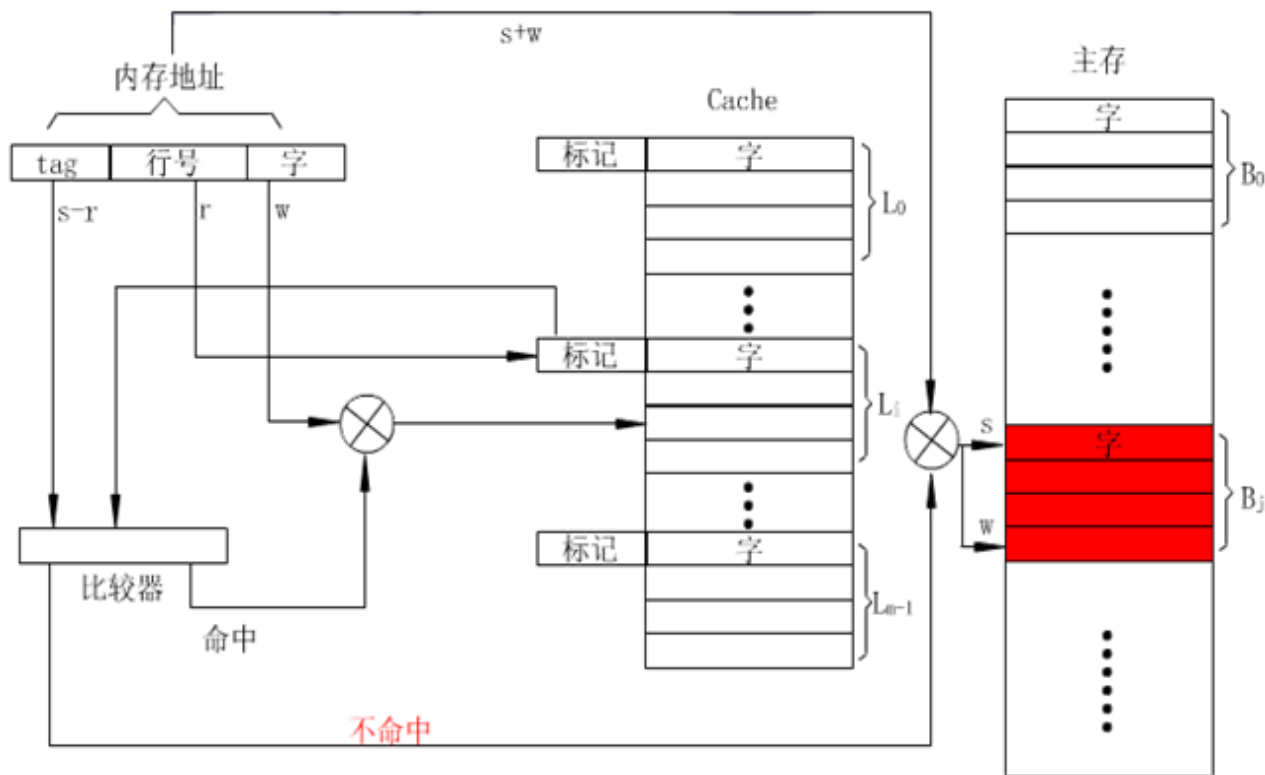 s+w
内存地址
主存
Cache
tag 行号 字
标记 字
字
s-r r w
L0
B0
标记 字
Li
s
字
w
Bj
标记 字
比较器
Lm-1
命中
不命中